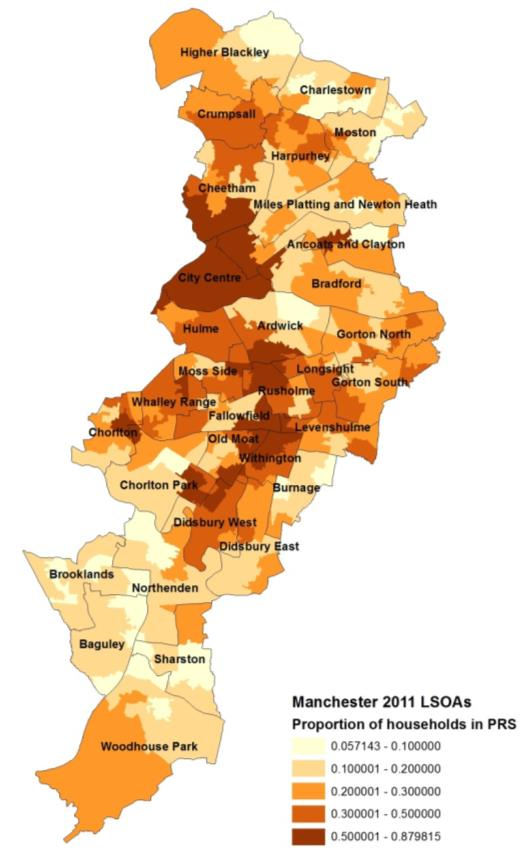 Higher Blackley
Charlestown
Crumpsall
Moston
Harpurhey
Cheetham
Miles Platting and Newton Heath
Ancoats and Clayton
City Centre
Bradford
Hulme
Ardwick
Gorton North
Moss Side
Longsight
Gorton South
Rusholme
Whalley Range
Fallowfield
Levenshulme
Chorlton
Old Moat
Withington
Chorlton Park
Burnage
Didsbury West
Didsbury East
Brooklands
Northenden
Baguley
Sharston
Woodhouse Park
Manchester 2011 LSOAs
Proportion of households in PRS
0.057143 - 0.100000
0.100001 - 0.200000
0.200001 - 0.300000
0.300001 - 0.500000
0.500001 - 0.879815